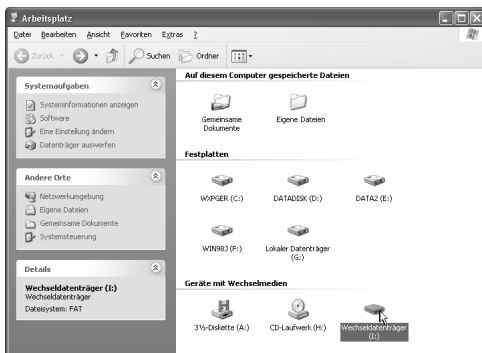 Arbeitsplatz
Datei Bearbeiten Ansicht Favoriten Extras ?
Zurück Suchen Ordner
Systemaufgaben
Systeminformationen anzeigen
Software
Eine Einstellung ändern
Datenträger auswerfen
Andere Orte
Netzwerkumgebung
Eigene Dateien
Gemeinsame Dokumente
Systemsteuerung
Details
Wechseldatenträger (I:)
Wechseldatenträger
Dateisystem: FAT
Auf diesem Computer gespeicherte Dateien
Gemeinsame
Dokumente
Eigene Dateien
Festplatten
WXPGER (C:)
DATADISK (D:)
DATA2 (E:)
WIN98J (F:)
Lokaler Datenträger
(G:)
Geräte mit Wechselmedien
3½-Diskette (A:)
CD-Laufwerk (H:)
Wechseldatenträger
(I:)